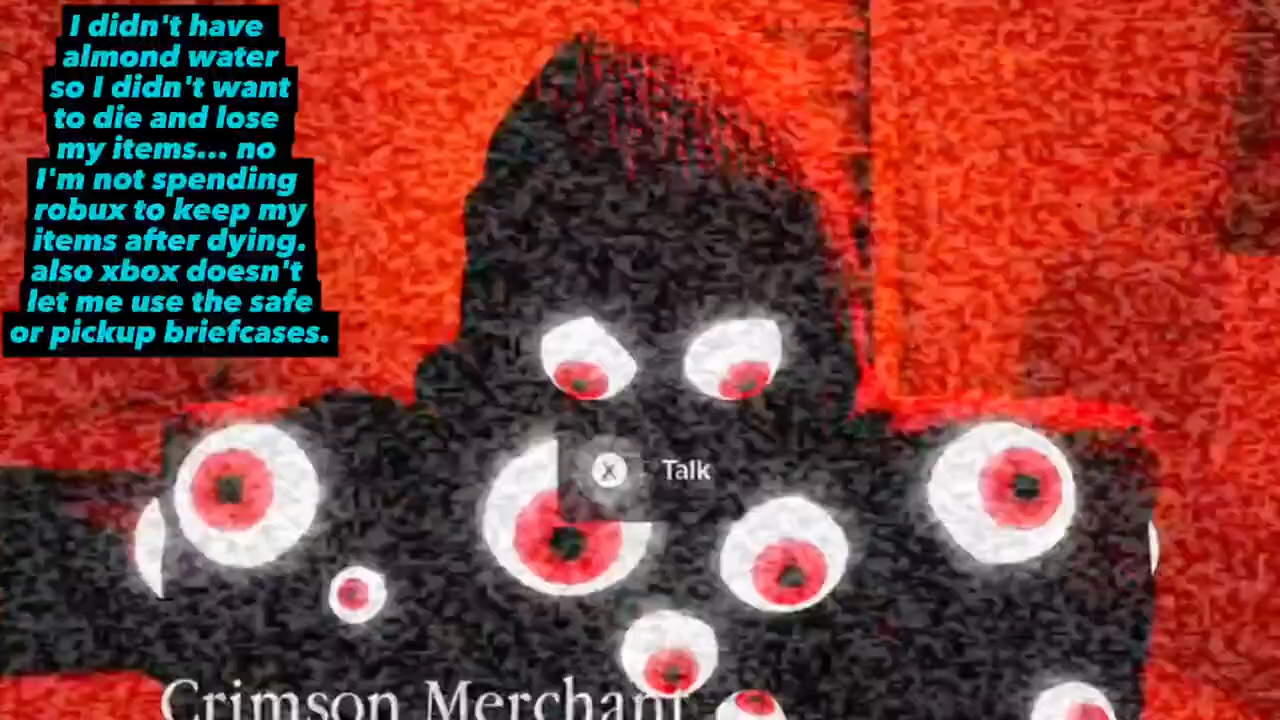 I didn't have
almond water
so I didn't want
to die and lose
my items... no
I'm not spending
robux to keep my
items after dying.
also xbox doesn't
let me use the safe
or pickup briefcases.
X Talk
Crimson Merchant